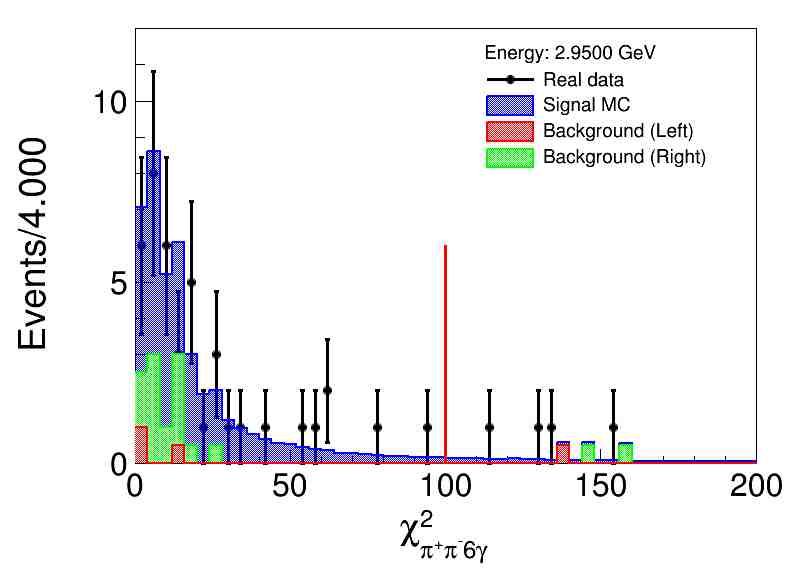 Energy: 2.9500 GeV
Real data
Signal MC
Background (Left)
Background (Right)
Events/4.000
10
5
0
0 50 100 150 200
χ²π⁺π⁻6γ